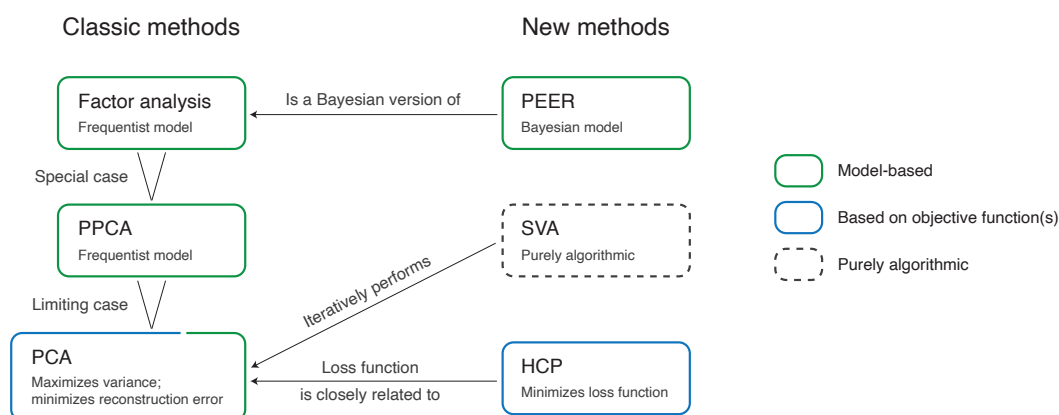 Classic methods
New methods
Factor analysis
Frequentist model
Is a Bayesian version of
PEER
Bayesian model
Special case
Model-based
PPCA
Frequentist model
SVA
Purely algorithmic
Based on objective function(s)
Purely algorithmic
Limiting case
Iteratively performs
PCA
Maximizes variance;
minimizes reconstruction error
Loss function
is closely related to
HCP
Minimizes loss function